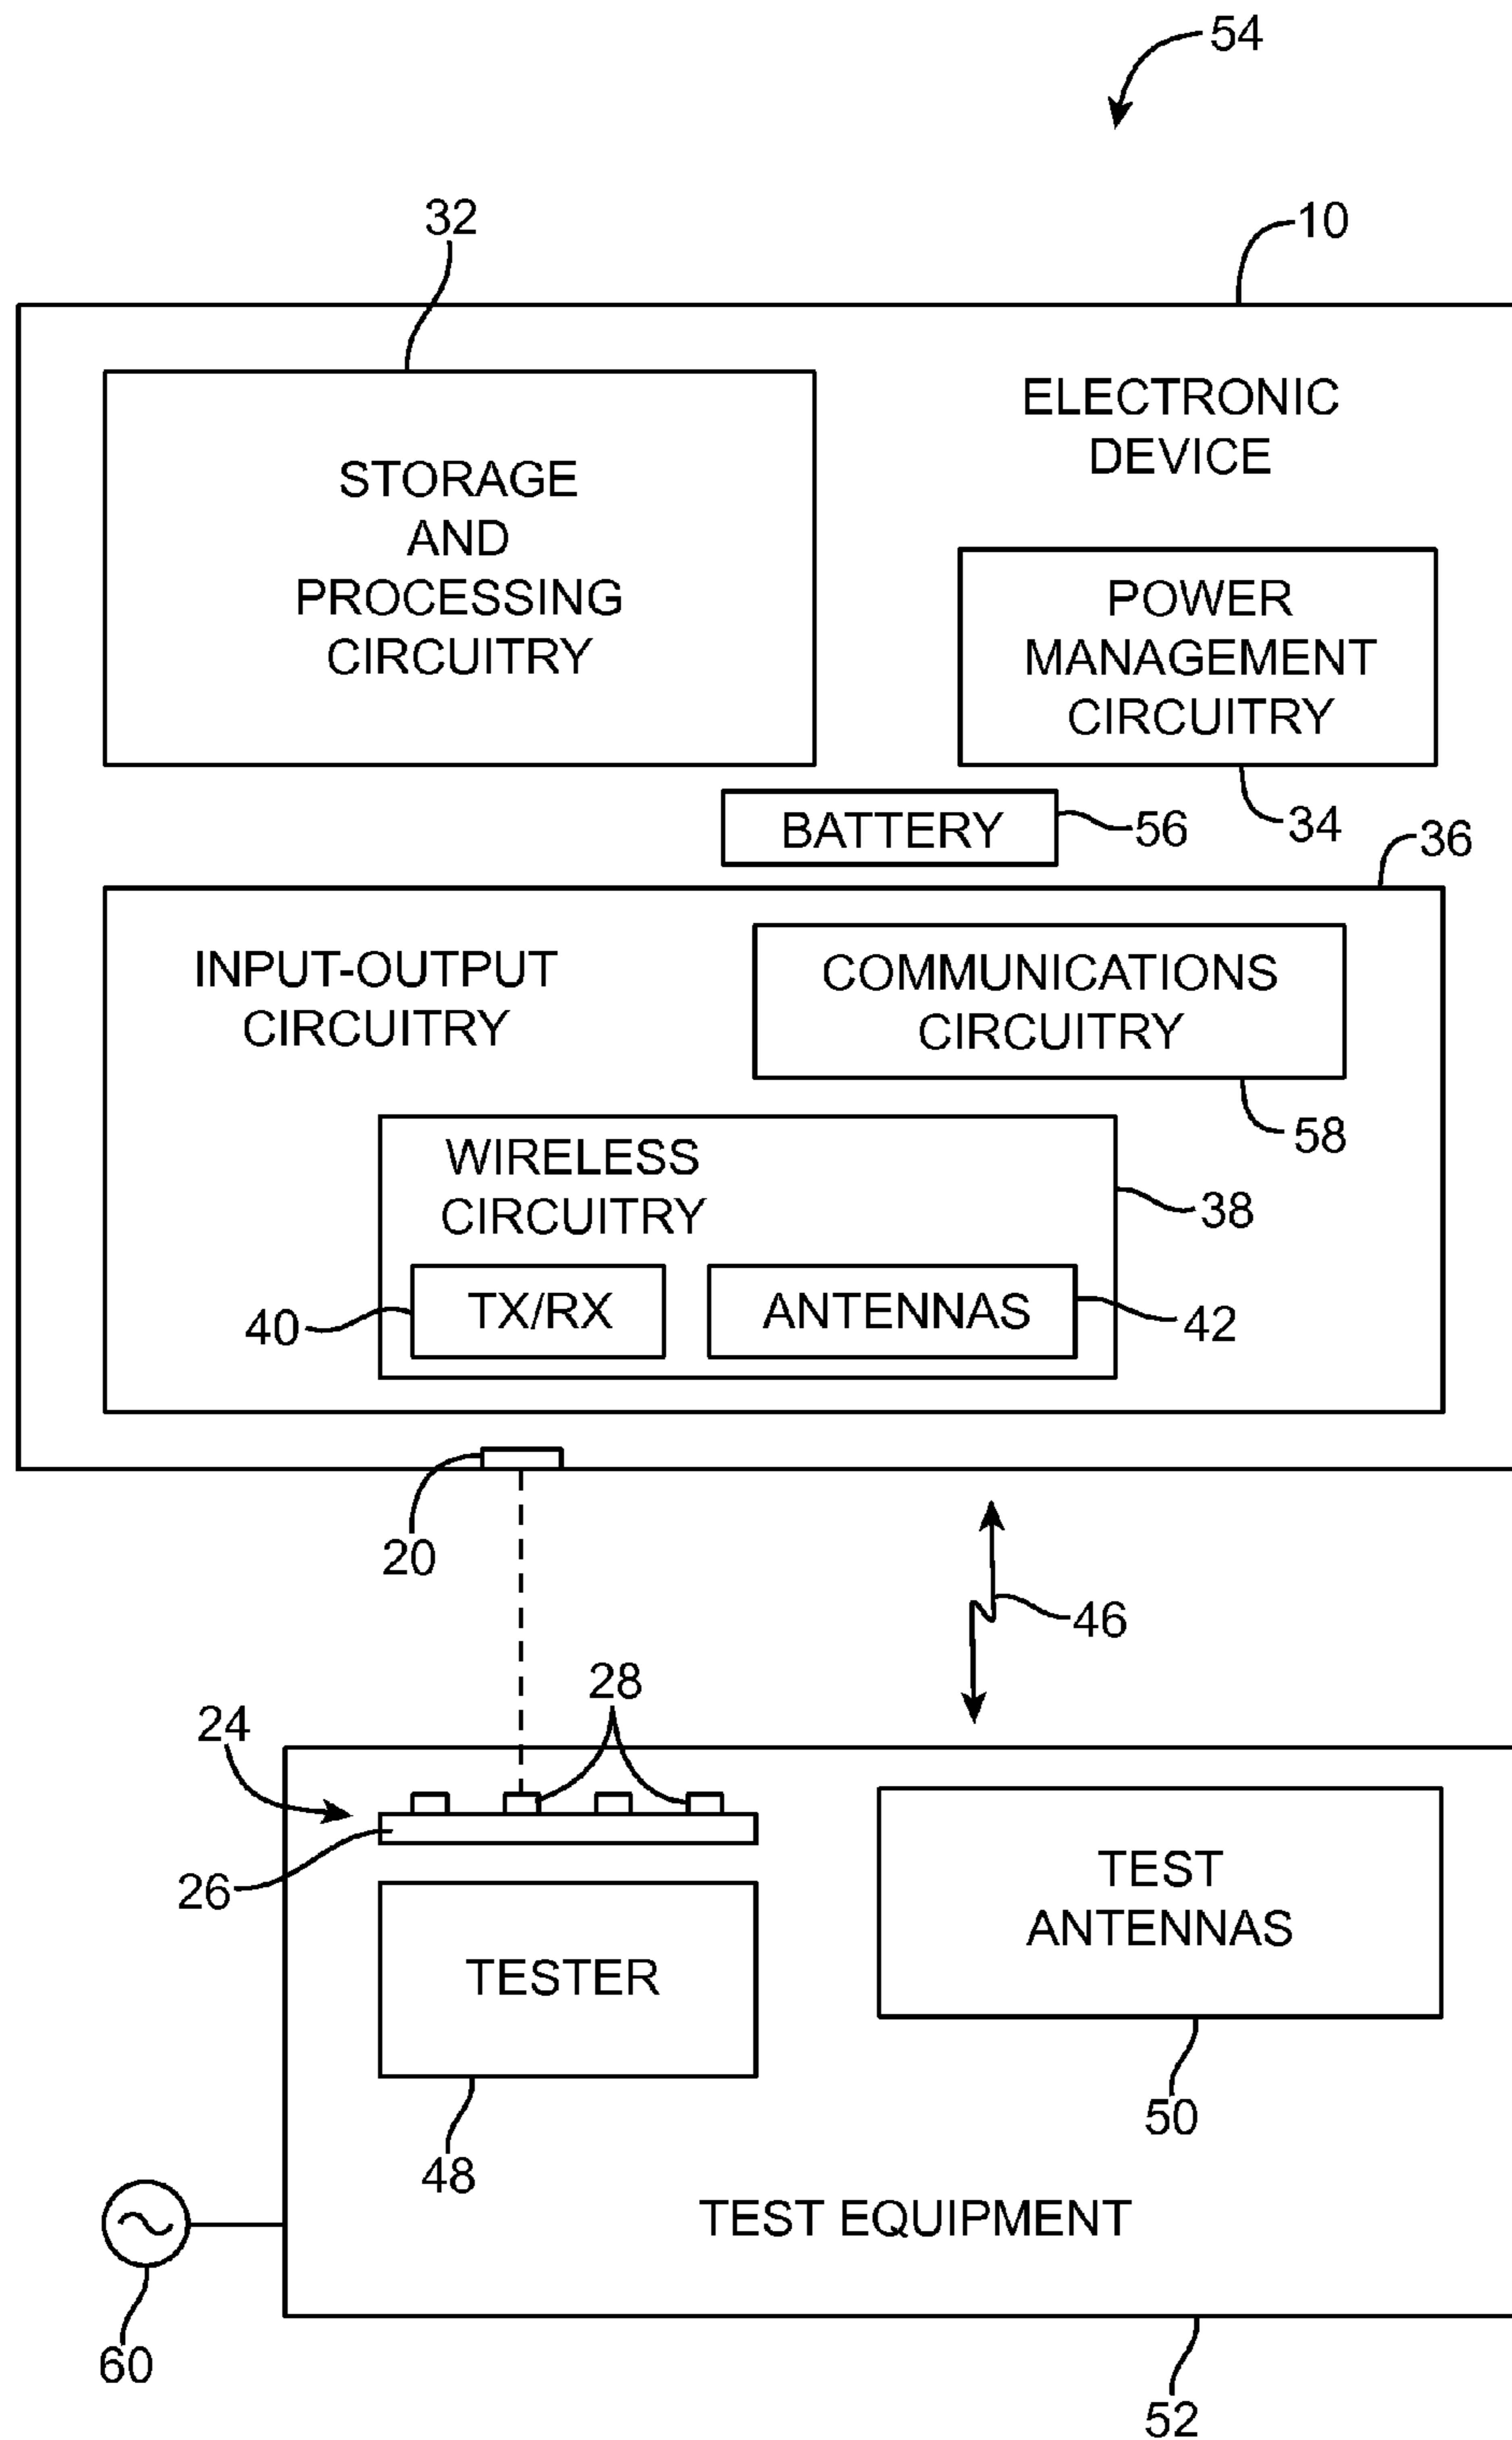 54
32
10
ELECTRONIC
DEVICE
STORAGE
AND
PROCESSING
CIRCUITRY
POWER
MANAGEMENT
CIRCUITRY
BATTERY
56
34
36
INPUT-OUTPUT
CIRCUITRY
COMMUNICATIONS
CIRCUITRY
58
WIRELESS
CIRCUITRY
38
40
TX/RX
ANTENNAS
42
20
46
28
24
26
TEST
ANTENNAS
TESTER
50
48
TEST EQUIPMENT
60
52